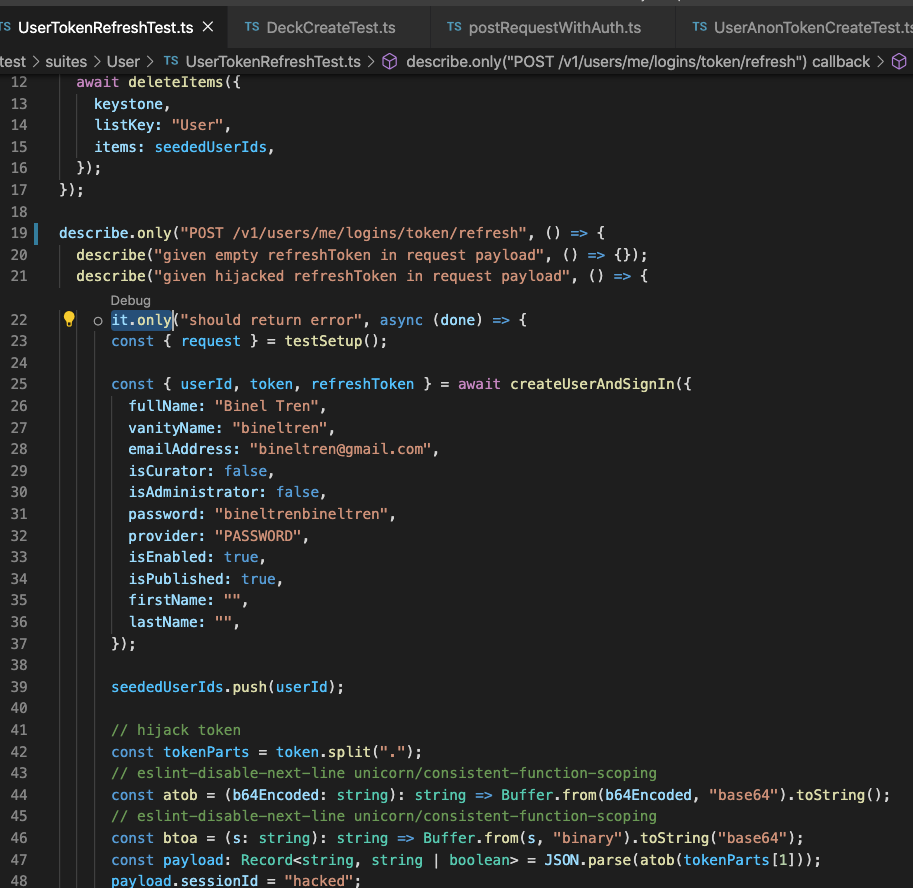 TS UserTokenRefreshTest.ts × TS DeckCreateTest.ts TS postRequestWithAuth.ts TS UserAnonTokenCreateTest.ts
test > suites > User > TS UserTokenRefreshTest.ts > describe.only("POST /v1/users/me/logins/token/refresh") callback >
12 await deleteItems({
13 keystone,
14 listKey: "User",
15 items: seededUserIds,
16 });
17 });
18
19 describe.only("POST /v1/users/me/logins/token/refresh", () => {
20 describe("given empty refreshToken in request payload", () => {});
21 describe("given hijacked refreshToken in request payload", () => {
Debug
22 it.only("should return error", async (done) => {
23 const { request } = testSetup();
24
25 const { userId, token, refreshToken } = await createUserAndSignIn({
26 fullName: "Binel Tren",
27 vanityName: "bineltren",
28 emailAddress: "bineltren@gmail.com",
29 isCurator: false,
30 isAdministrator: false,
31 password: "bineltrenbineltren",
32 provider: "PASSWORD",
33 isEnabled: true,
34 isPublished: true,
35 firstName: "",
36 lastName: "",
37 });
38
39 seededUserIds.push(userId);
40
41 // hijack token
42 const tokenParts = token.split(".");
43 // eslint-disable-next-line unicorn/consistent-function-scoping
44 const atob = (b64Encoded: string): string => Buffer.from(b64Encoded, "base64").toString();
45 // eslint-disable-next-line unicorn/consistent-function-scoping
46 const btoa = (s: string): string => Buffer.from(s, "binary").toString("base64");
47 const payload: Record<string, string | boolean> = JSON.parse(atob(tokenParts[1]));
48 payload.sessionId = "hacked";